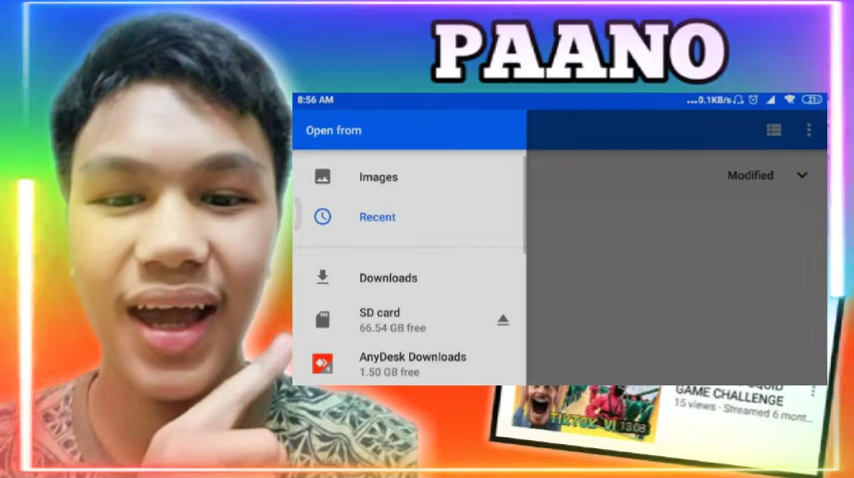 PAANO
8:56 AM
...0.1KB/s
21
Open from
Images
Modified
Recent
Downloads
SD card
66.54 GB free
AnyDesk Downloads
1.50 GB free
GAME CHALLENGE
15 views · Streamed 6 mont...
TIKTOK
13:08